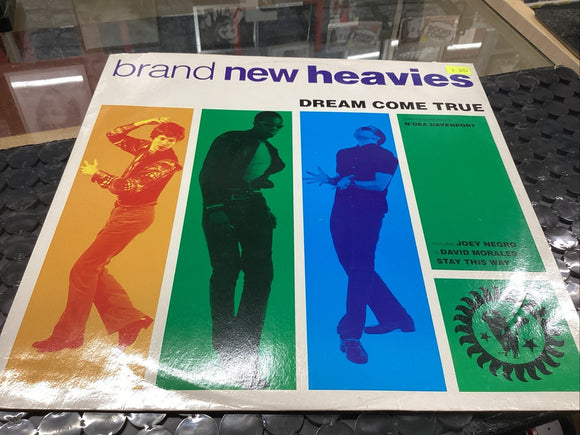 brand new heavies
DREAM COME TRUE
N'DEA DAVENPORT
JOEY NEGRO
DAVID MORALES
STAY THIS WAY